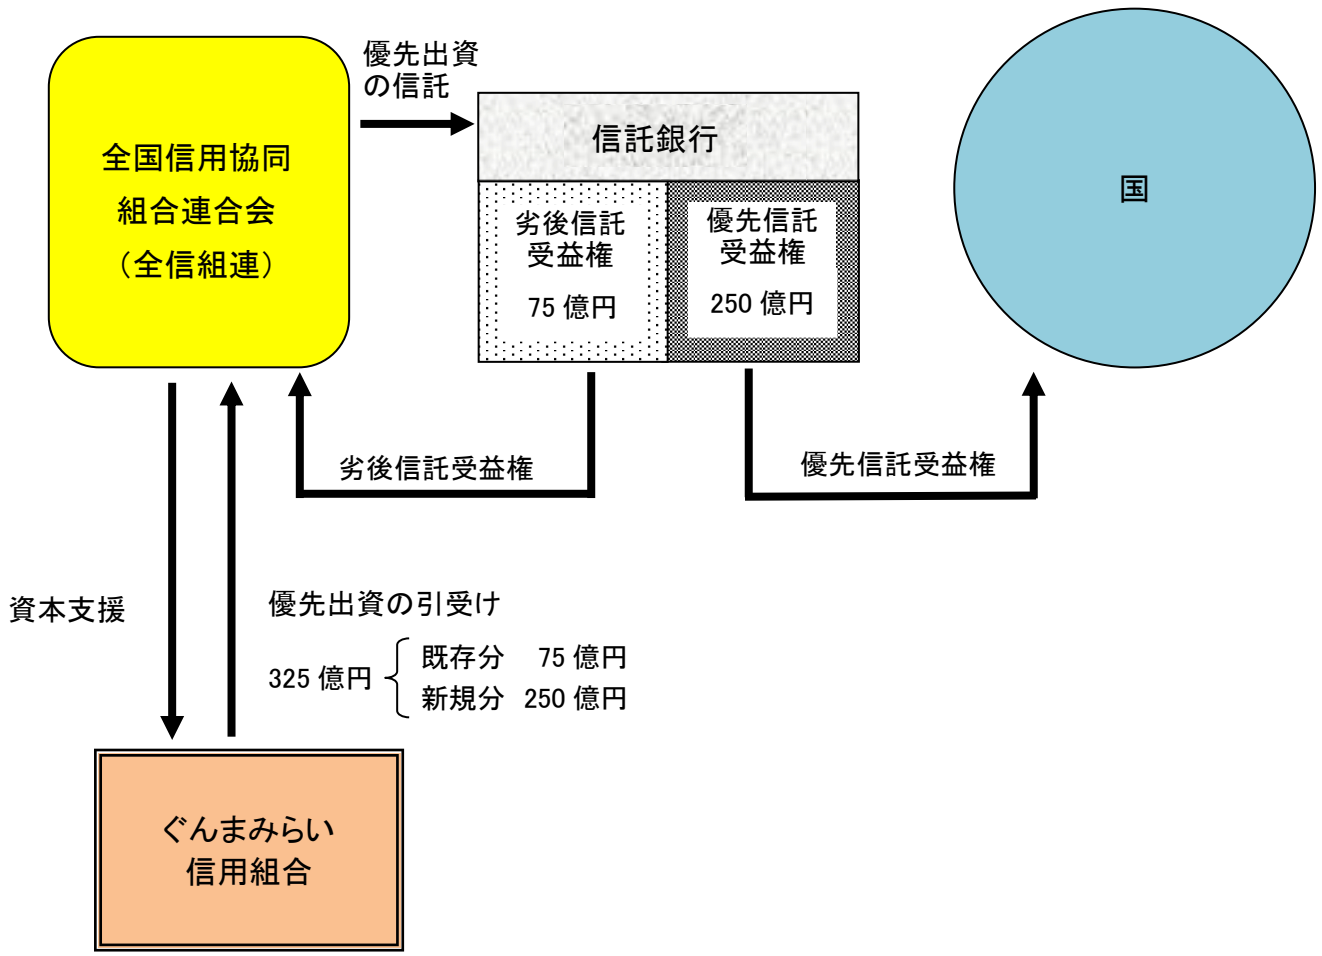 優先出資
の信託
全国信用協同
組合連合会
（全信組連）
信託銀行
劣後信託
受益権
75 億円
優先信託
受益権
250 億円
国
劣後信託受益権
優先信託受益権
資本支援
優先出資の引受け
325 億円
既存分 75 億円
新規分 250 億円
ぐんまみらい
信用組合